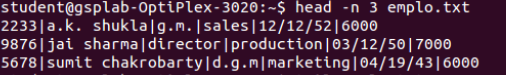 student@gsplab-OptiPlex-3020:~$ head -n 3 emplo.txt
2233|a.k. shukla|g.m.|sales|12/12/52|6000
9876|jai sharma|director|production|03/12/50|7000
5678|sumit chakrobarty|d.g.m|marketing|04/19/43|6000